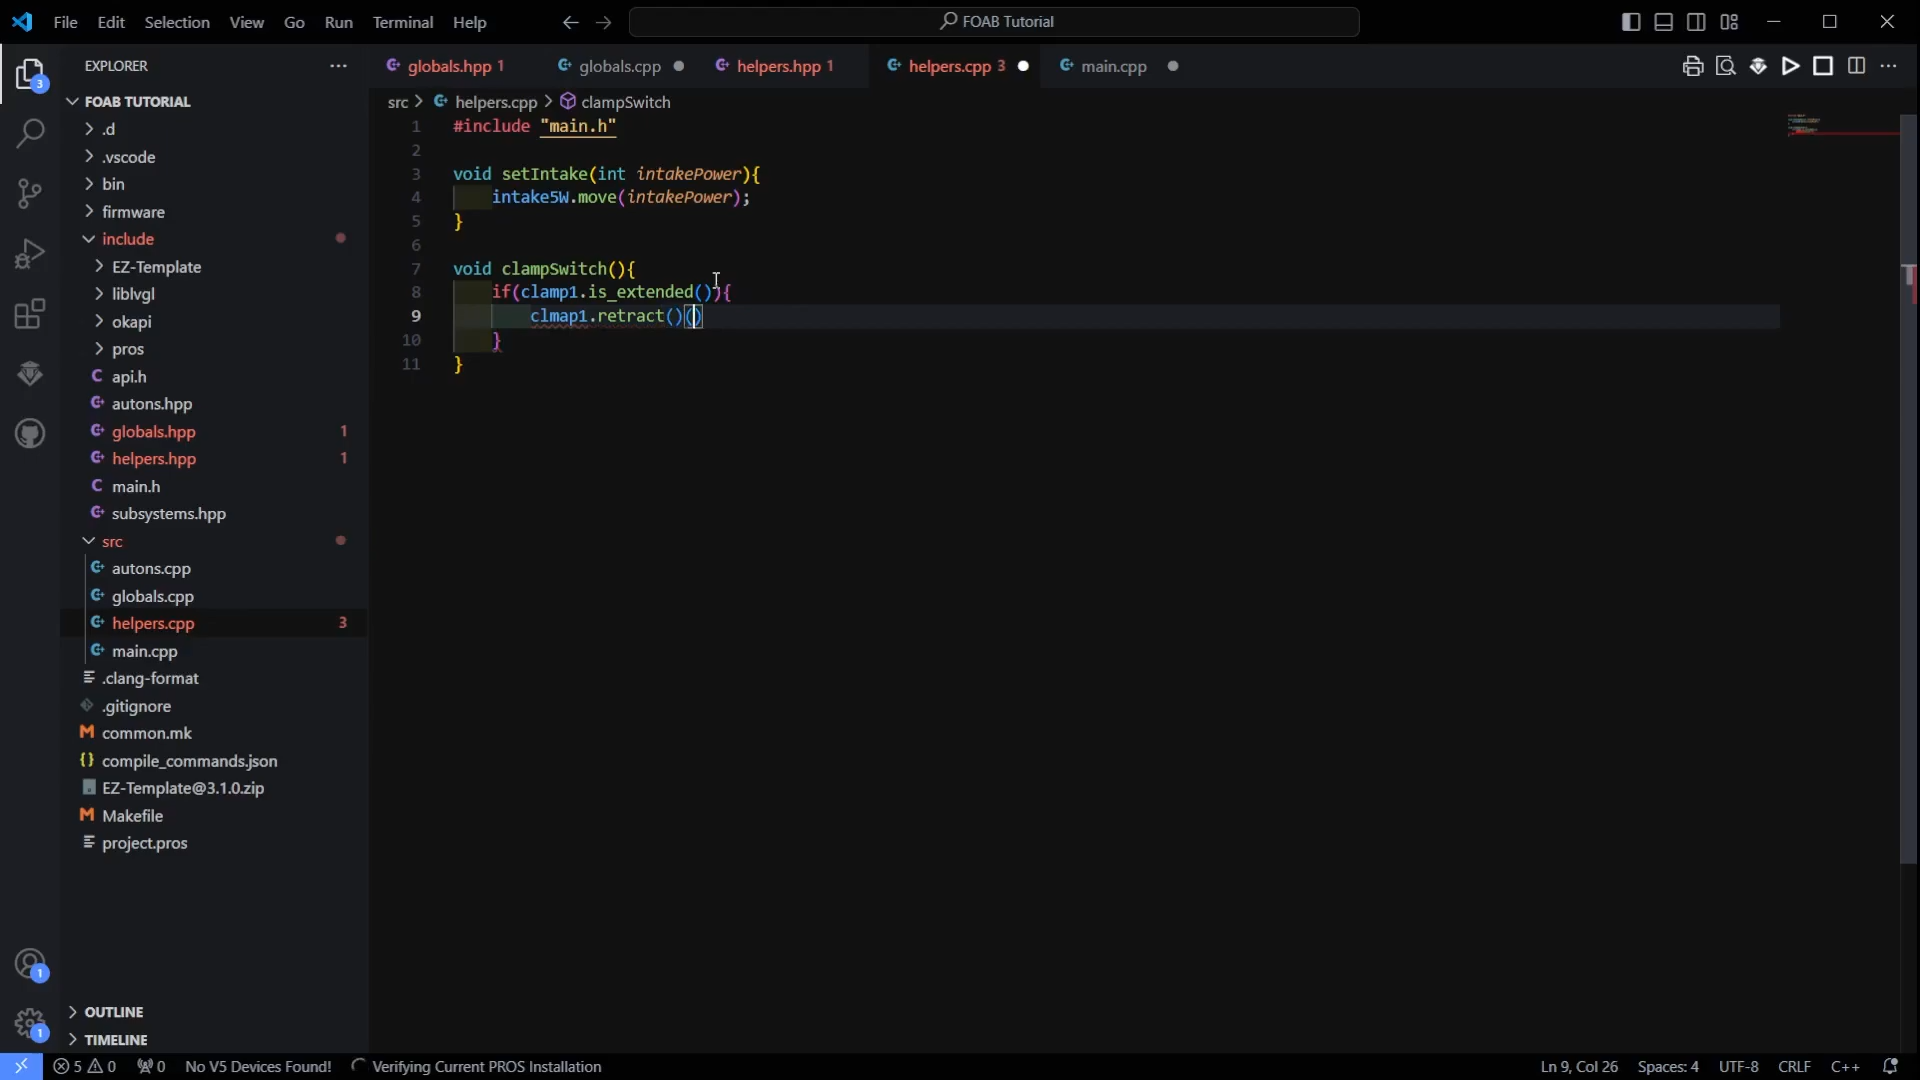 File Edit Selection View Go Run Terminal Help
FOAB Tutorial
EXPLORER
globals.hpp 1
globals.cpp
helpers.hpp 1
helpers.cpp 3
main.cpp
src > helpers.cpp > clampSwitch
FOAB TUTORIAL
.d
.vscode
bin
firmware
include
EZ-Template
liblvgl
okapi
pros
api.h
autons.hpp
globals.hpp 1
helpers.hpp 1
main.h
subsystems.hpp
src
autons.cpp
globals.cpp
helpers.cpp 3
main.cpp
.clang-format
.gitignore
common.mk
compile_commands.json
EZ-Template@3.1.0.zip
Makefile
project.pros
OUTLINE
TIMELINE
3
1
1
1 #include "main.h"
2
3 void setIntake(int intakePower){
4 intake5W.move(intakePower);
5 }
6
7 void clampSwitch(){
8 if(clamp1.is_extended()){
9 clmap1.retract()()
10 }
11 }
5 0 0 No V5 Devices Found! Verifying Current PROS Installation
Ln 9, Col 26 Spaces: 4 UTF-8 CRLF C++